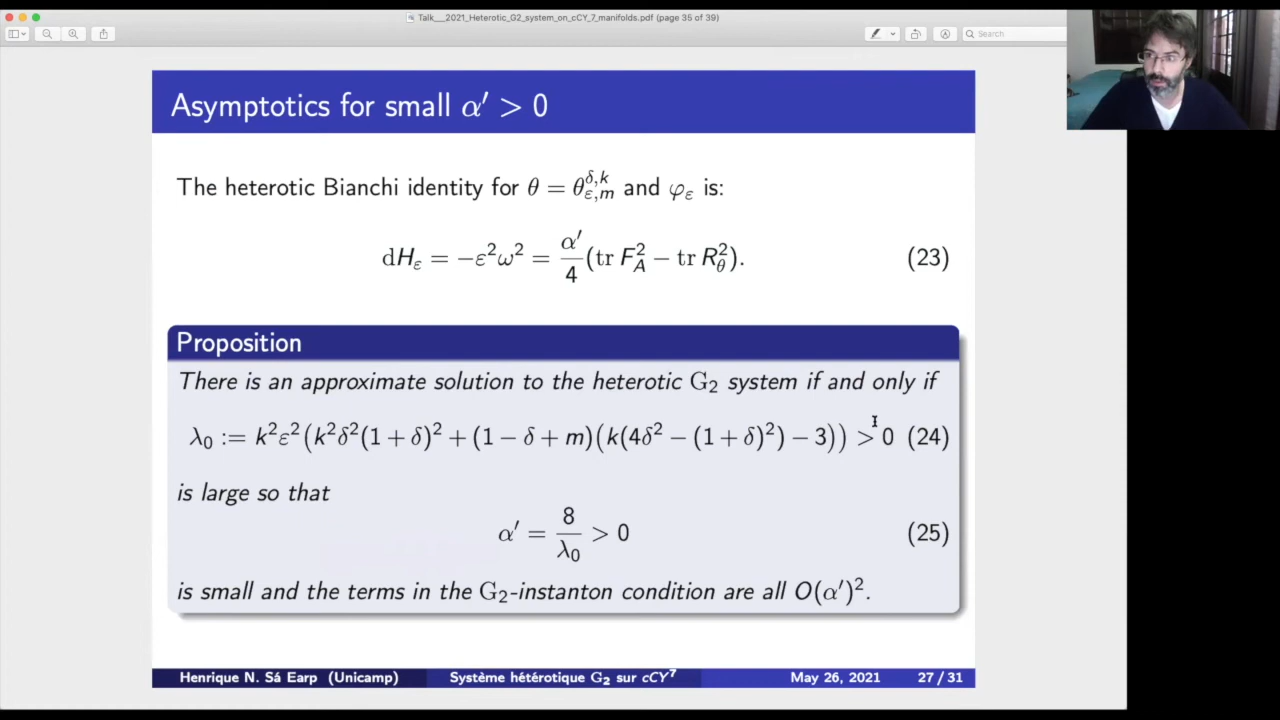 Talk__2021_Heterotic_G2_system_on_cCY_7_manifolds.pdf (page 35 of 39)
Search
Asymptotics for small α′ > 0
The heterotic Bianchi identity for θ = θ_{ε,m}^{δ,k} and φ_ε is:
dH_ε = −ε²ω² = α′/4 (tr F_A² − tr R_θ²). (23)
Proposition
There is an approximate solution to the heterotic G₂ system if and only if
λ₀ := k²ε²(k²δ²(1 + δ)² + (1 − δ + m)(k(4δ² − (1 + δ)²) − 3)) > 0 (24)
is large so that
α′ = 8/λ₀ > 0 (25)
is small and the terms in the G₂-instanton condition are all O(α′)².
Henrique N. Sá Earp (Unicamp) Système hétérotique G₂ sur cCY⁷ May 26, 2021 27 / 31